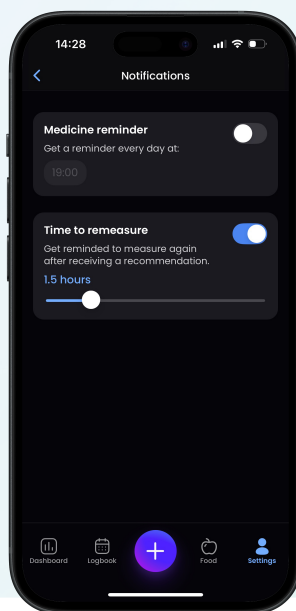 14:28
Notifications
Medicine reminder
Get a reminder every day at:
19:00
Time to remeasure
Get reminded to measure again
after receiving a recommendation.
1.5 hours
Dashboard Logbook Food Settings